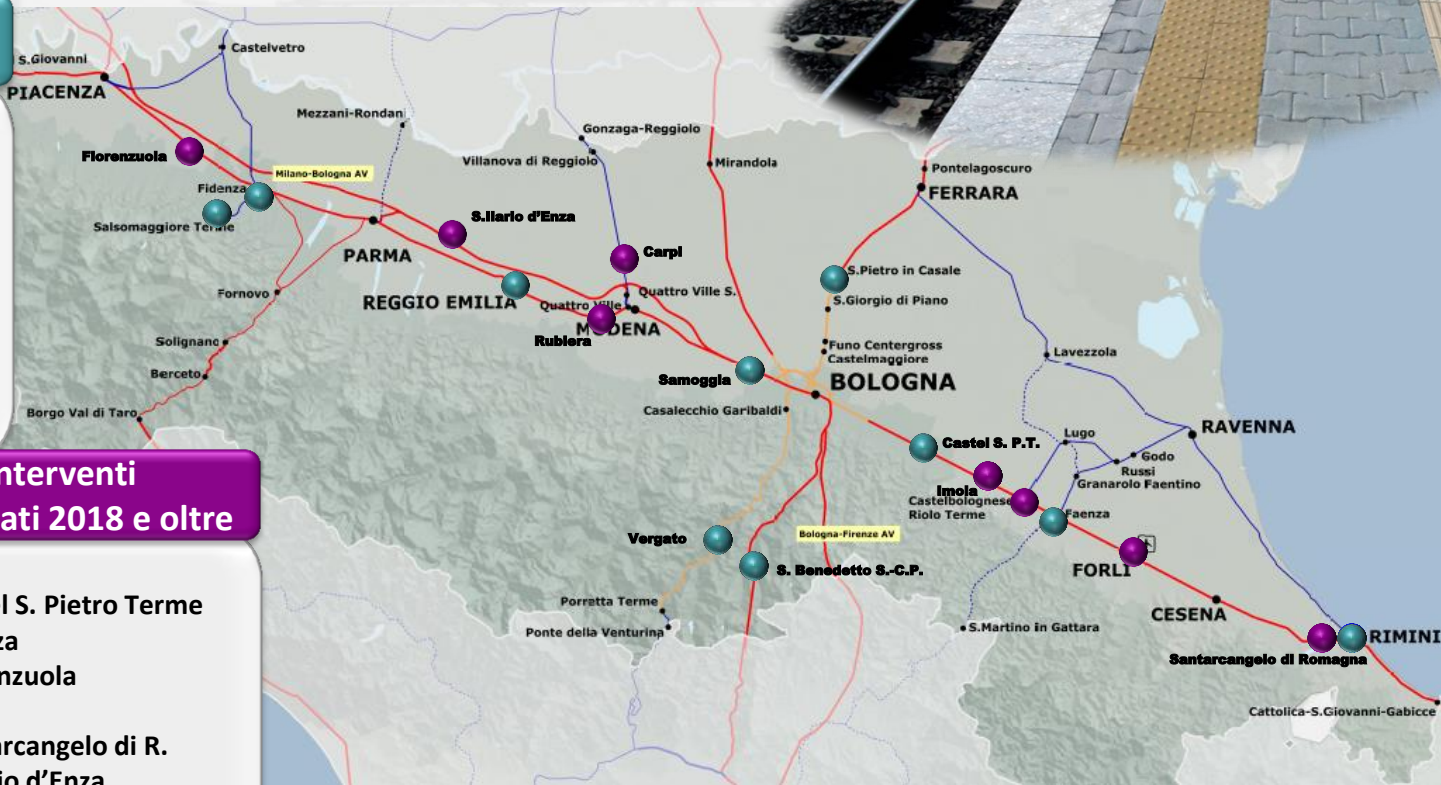 S.Giovanni
Castelvetro
PIACENZA
Mezzani-Rondan
Gonzaga-Reggiolo
Villanova di Reggiolo
Mirandola
Pontelagoscuro
FERRARA
Fiorenzuola
Milano-Bologna AV
Fidenza
Salsomaggiore Terme
S.Ilario d'Enza
PARMA
Carpi
S.Pietro in Casale
S.Giorgio di Piano
Fornovo
REGGIO EMILIA
Quattro Ville
Quattro Ville S.
MODENA
Rubiera
Solignano
Berceto
Funo Centergross
Castelmaggiore
Lavezzola
Samoggia
BOLOGNA
Borgo Val di Taro
Casalecchio Garibaldi
Castel S. P.T.
Lugo
RAVENNA
Godo
Russi
Granarolo Faentino
Imola
Castelbolognese
Riolo Terme
Faenza
nterventi
ati 2018 e oltre
Vergato
Bologna-Firenze AV
S. Benedetto S.-C.P.
FORLI
Porretta Terme
CESENA
Ponte della Venturina
S.Martino in Gattara
RIMINI
Santarcangelo di Romagna
Cattolica-S.Giovanni-Gabicce
l S. Pietro Terme
za
nzuola
arcangelo di R.
io d'Enza